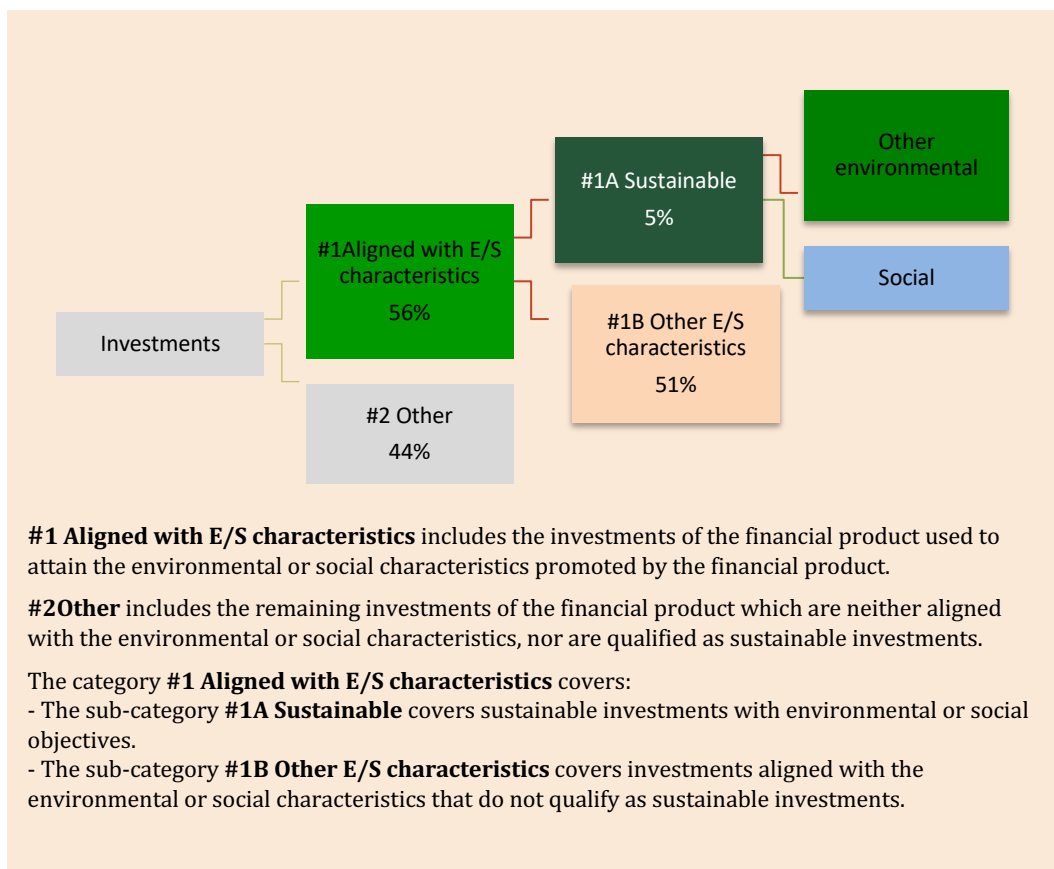 Other
environmental
#1A Sustainable
5%
#1Aligned with E/S
characteristics
56%
Social
#1B Other E/S
characteristics
51%
Investments
#2 Other
44%
#1 Aligned with E/S characteristics includes the investments of the financial product used to
attain the environmental or social characteristics promoted by the financial product.
#2Other includes the remaining investments of the financial product which are neither aligned
with the environmental or social characteristics, nor are qualified as sustainable investments.
The category #1 Aligned with E/S characteristics covers:
- The sub-category #1A Sustainable covers sustainable investments with environmental or social
objectives.
- The sub-category #1B Other E/S characteristics covers investments aligned with the
environmental or social characteristics that do not qualify as sustainable investments.